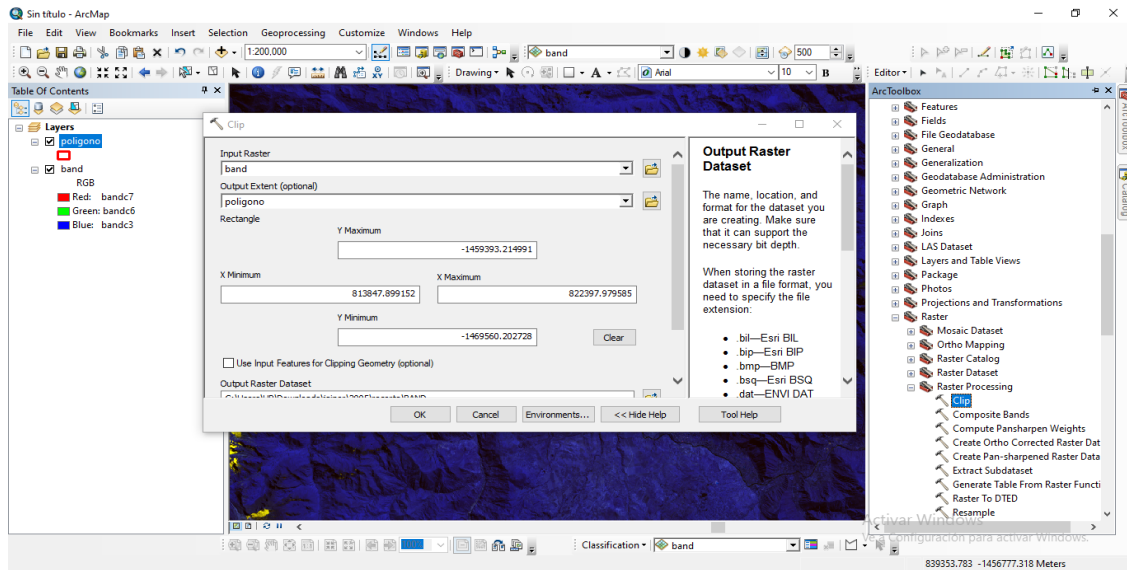 Sin título - ArcMap
File Edit View Bookmarks Insert Selection Geoprocessing Customize Windows Help
1:200,000
band
500
Drawing
Arial
10
B
Editor
Table Of Contents
Layers
poligono
band
RGB
Red: bandc7
Green: bandc6
Blue: bandc3
Clip
Input Raster
band
Output Extent (optional)
poligono
Rectangle
Y Maximum
-1459393.214991
X Minimum
X Maximum
813847.899152
822397.979585
Y Minimum
-1469560.202728
Clear
Use Input Features for Clipping Geometry (optional)
Output Raster Dataset
OK
Cancel
Environments...
<< Hide Help
Tool Help
Output Raster
Dataset
The name, location, and
format for the dataset you
are creating. Make sure
that it can support the
necessary bit depth.
When storing the raster
dataset in a file format, you
need to specify the file
extension:
• .bil—Esri BIL
• .bip—Esri BIP
• .bmp—BMP
• .bsq—Esri BSQ
• .dat—ENVI DAT
ArcToolbox
Features
Fields
File Geodatabase
General
Generalization
Geodatabase Administration
Geometric Network
Graph
Indexes
Joins
LAS Dataset
Layers and Table Views
Package
Photos
Projections and Transformations
Raster
Mosaic Dataset
Ortho Mapping
Raster Catalog
Raster Dataset
Raster Processing
Clip
Composite Bands
Compute Pansharpen Weights
Create Ortho Corrected Raster Dat
Create Pan-sharpened Raster Data
Extract Subdataset
Generate Table From Raster Functi
Raster To DTED
Resample
ArcToolbox
Catalog
Activar Windows
Ve a Configuración para activar Windows.
Classification
band
839353.783 -1456777.318 Meters